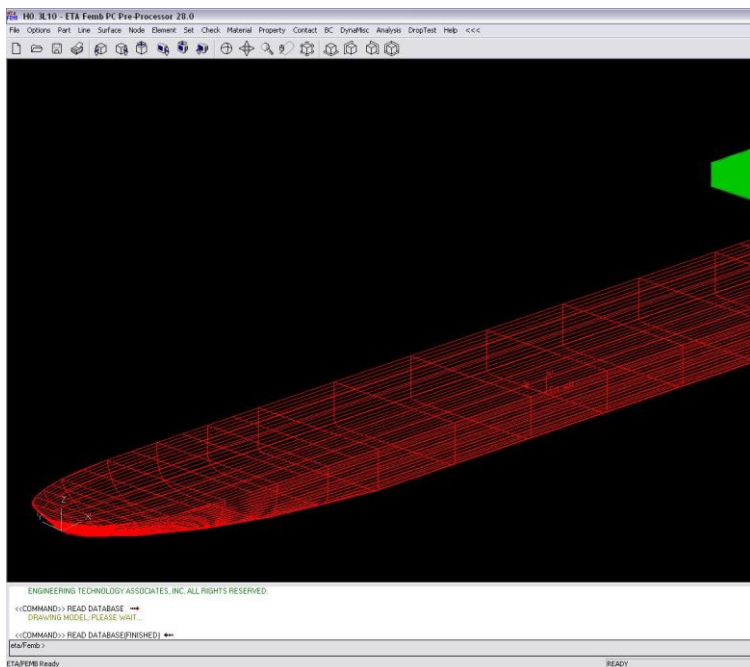 H0.3L10 - ETA Femb PC Pre-Processor 28.0
File Options Part Line Surface Node Element Set Check Material Property Contact BC DynaMisc Analysis DropTest Help <<<
Z
Y X
ENGINEERING TECHNOLOGY ASSOCIATES, INC, ALL RIGHTS RESERVED.
<<COMMAND>> READ DATABASE
DRAWING MODEL, PLEASE WAIT...
<<COMMAND>> READ DATABASE(FINISHED)
eta/Femb >
ETA/FEMB Ready READY